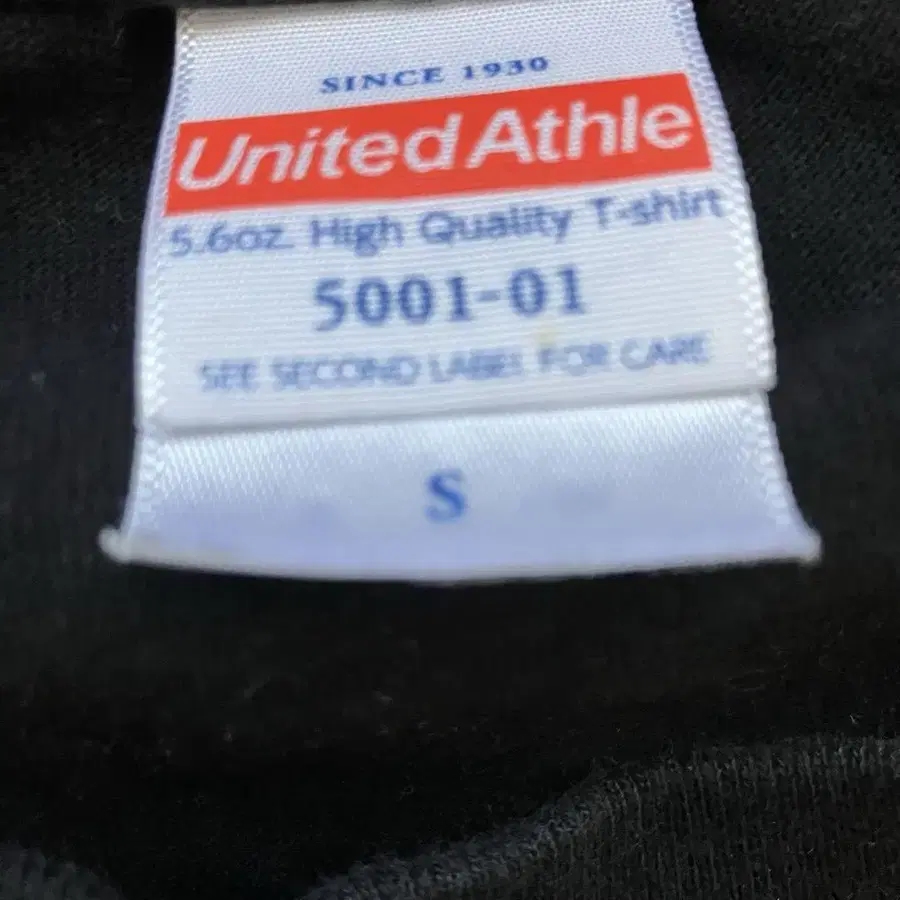 SINCE 1930
United Athle
5.6oz. High Quality T-shirt
5001-01
SEE SECOND LABEL FOR CARE
S